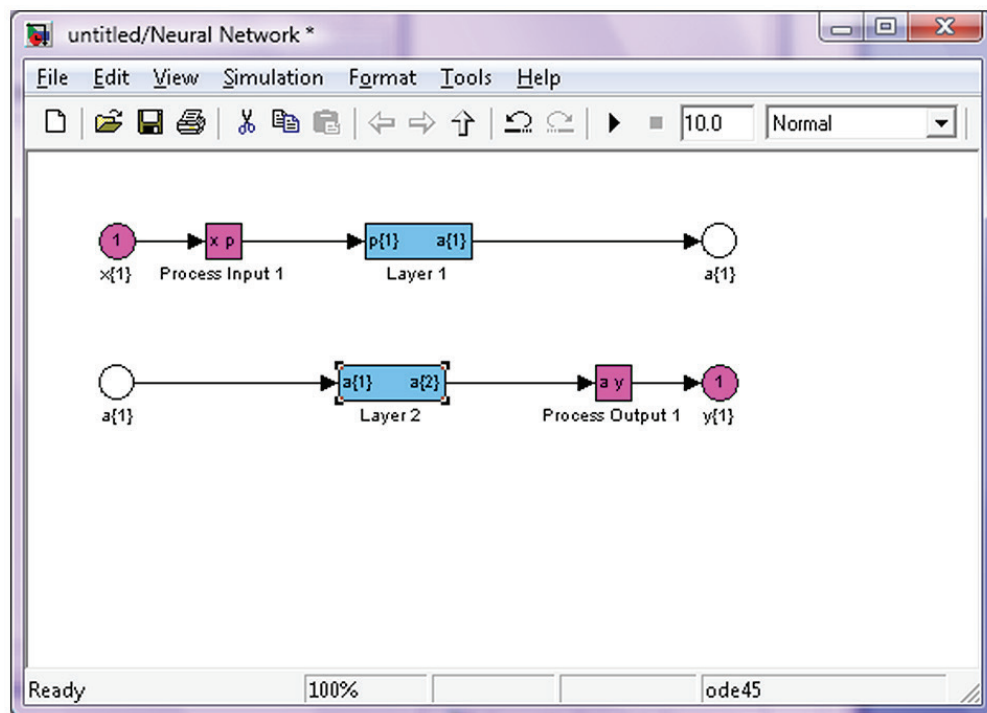 untitled/Neural Network *
File Edit View Simulation Format Tools Help
10.0 Normal
1 x p p{1} a{1}
x{1} Process Input 1 Layer 1 a{1}
a{1} a{2} a y 1
a{1} Layer 2 Process Output 1 y{1}
Ready 100% ode45